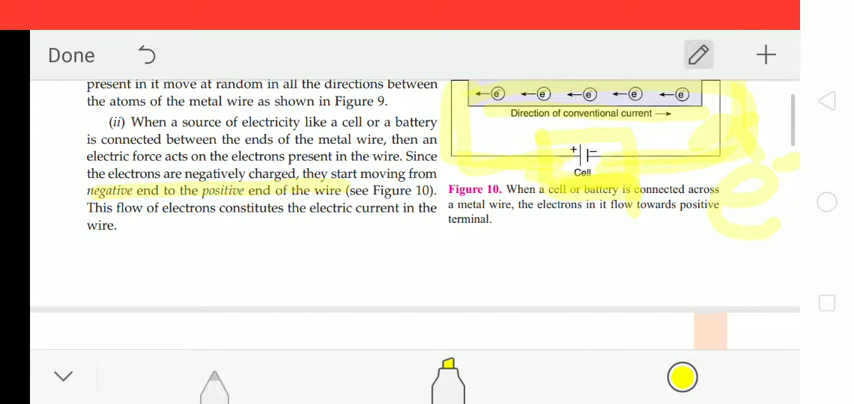 Done
present in it move at random in all the directions between
the atoms of the metal wire as shown in Figure 9.
(ii) When a source of electricity like a cell or a battery
is connected between the ends of the metal wire, then an
electric force acts on the electrons present in the wire. Since
the electrons are negatively charged, they start moving from
negative end to the positive end of the wire (see Figure 10).
This flow of electrons constitutes the electric current in the
wire.
e e e e e
Direction of conventional current →
+ −
Cell
Figure 10. When a cell or battery is connected across
a metal wire, the electrons in it flow towards positive
terminal.
e-